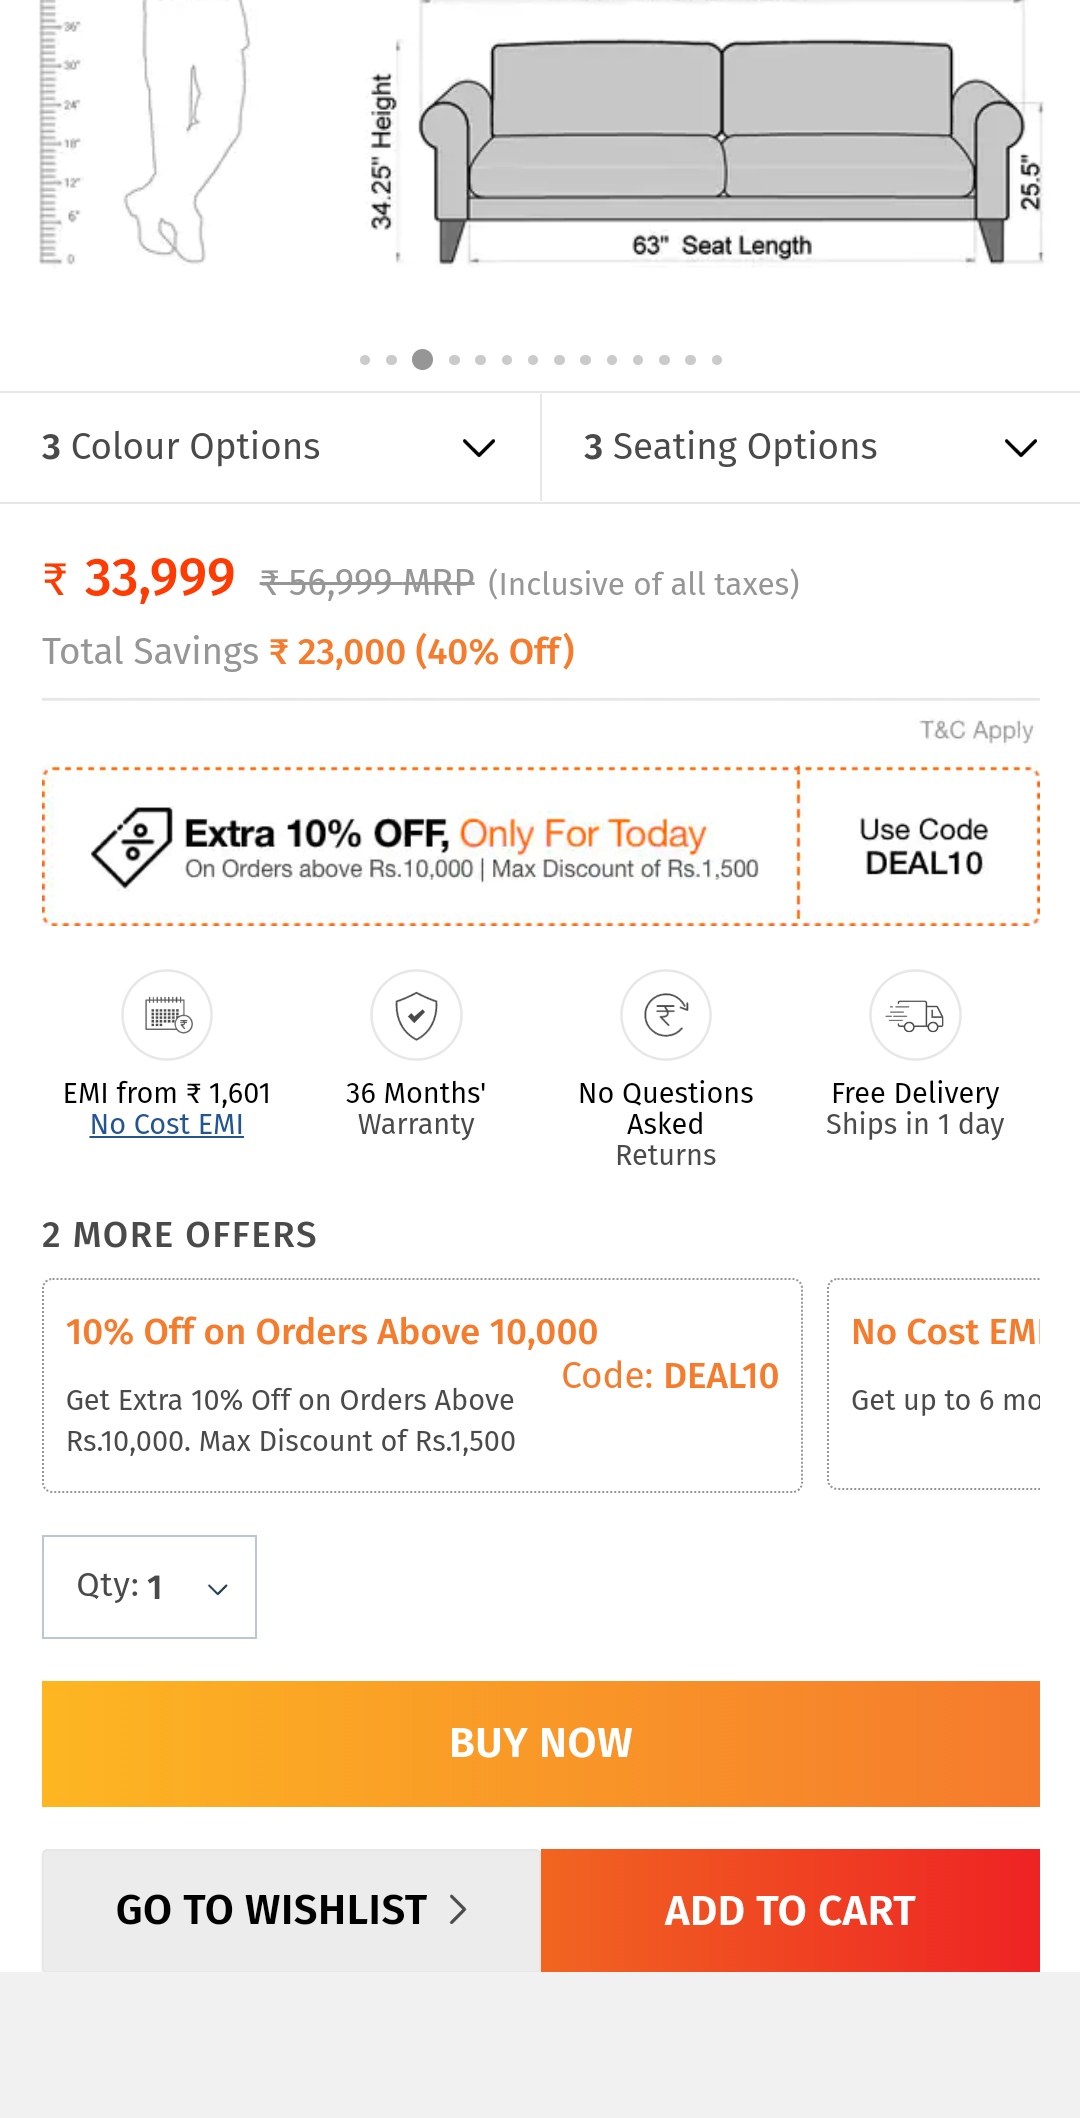 36"
30"
24"
18"
12"
6"
0
34.25" Height
25.5"
63" Seat Length
3 Colour Options
3 Seating Options
₹ 33,999 ₹ 56,999 MRP (Inclusive of all taxes)
Total Savings ₹ 23,000 (40% Off)
T&C Apply
Extra 10% OFF, Only For Today
On Orders above Rs.10,000 | Max Discount of Rs.1,500
Use Code
DEAL10
EMI from ₹ 1,601
No Cost EMI
36 Months'
Warranty
No Questions
Asked
Returns
Free Delivery
Ships in 1 day
2 MORE OFFERS
10% Off on Orders Above 10,000
Code: DEAL10
Get Extra 10% Off on Orders Above
Rs.10,000. Max Discount of Rs.1,500
No Cost EMI
Get up to 6 mo
Qty: 1
BUY NOW
GO TO WISHLIST
ADD TO CART